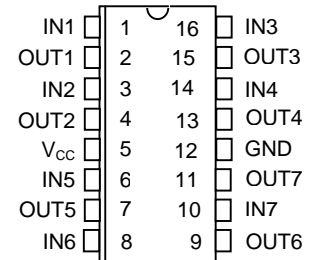 IN1 1 16 IN3
OUT1 2 15 OUT3
IN2 3 14 IN4
OUT2 4 13 OUT4
VCC 5 12 GND
IN5 6 11 OUT7
OUT5 7 10 IN7
IN6 8 9 OUT6